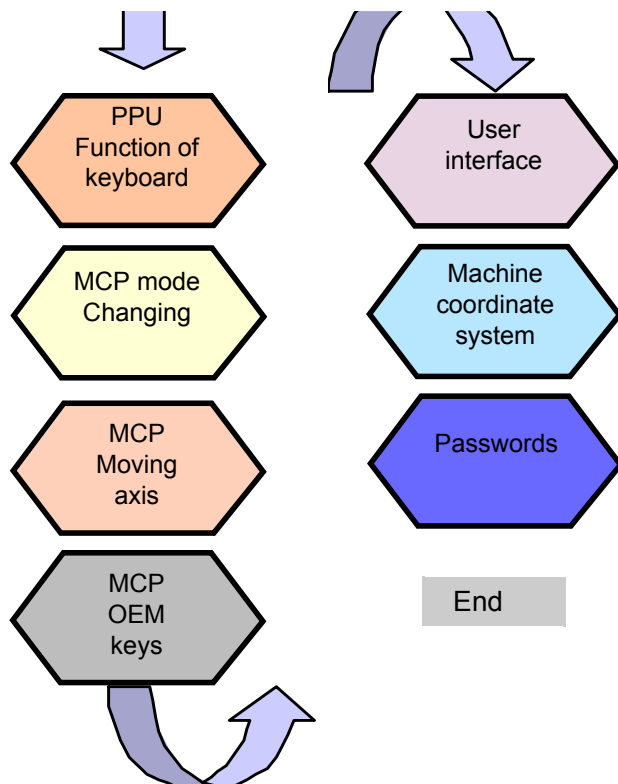 PPU
Function of
keyboard
MCP mode
Changing
MCP
Moving
axis
MCP
OEM
keys
User
interface
Machine
coordinate
system
Passwords
End